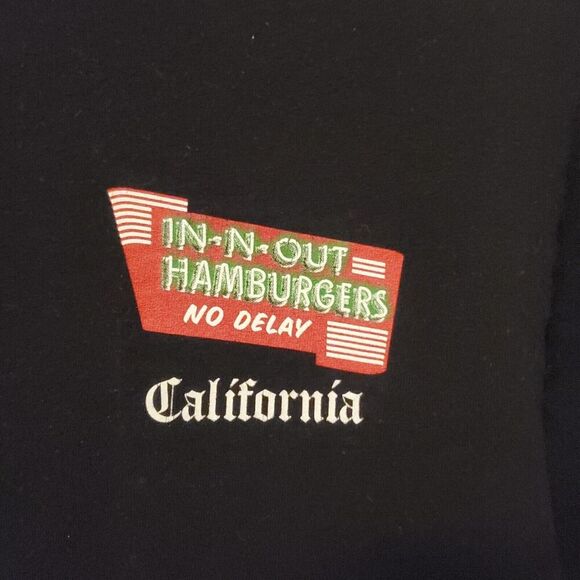 IN-N-OUT
HAMBURGERS
NO DELAY
California